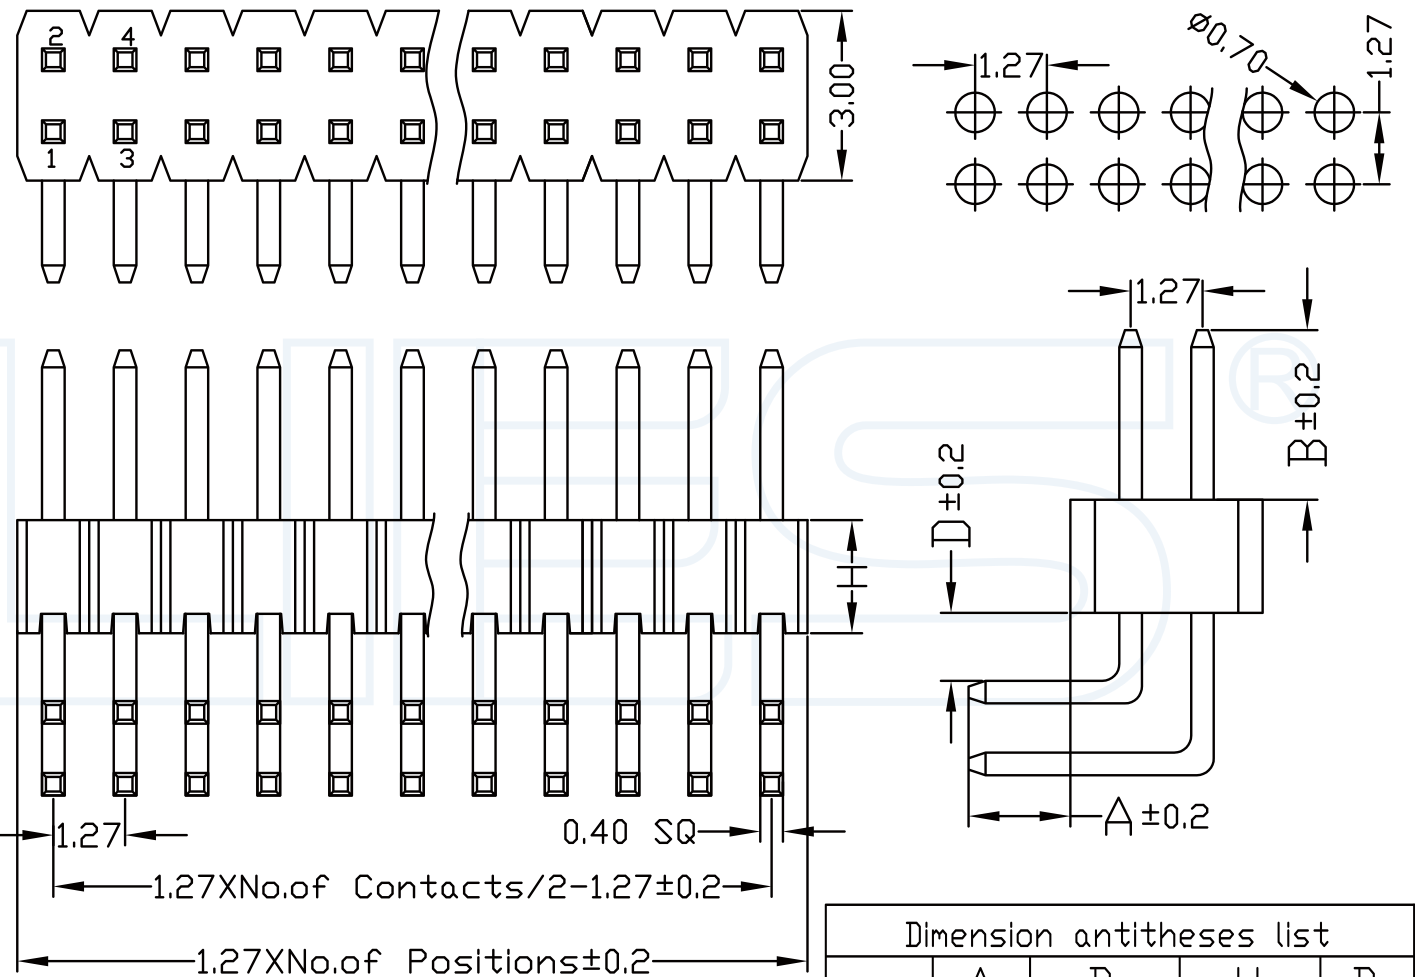 2 4
1 3
3.00
1.27
Ø0.70
1.27
1.27
B±0.2
D±0.2
H
A±0.2
1.27
0.40 SQ
1.27XNo.of Contacts/2-1.27±0.2
1.27XNo.of Positions±0.2
Dimension antitheses list
®